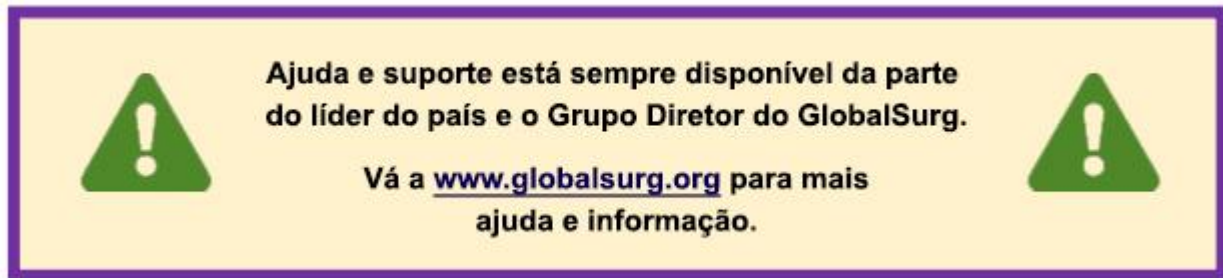 Ajuda e suporte está sempre disponível da parte
do líder do país e o Grupo Diretor do GlobalSurg.
Vá a www.globalsurg.org para mais
ajuda e informação.